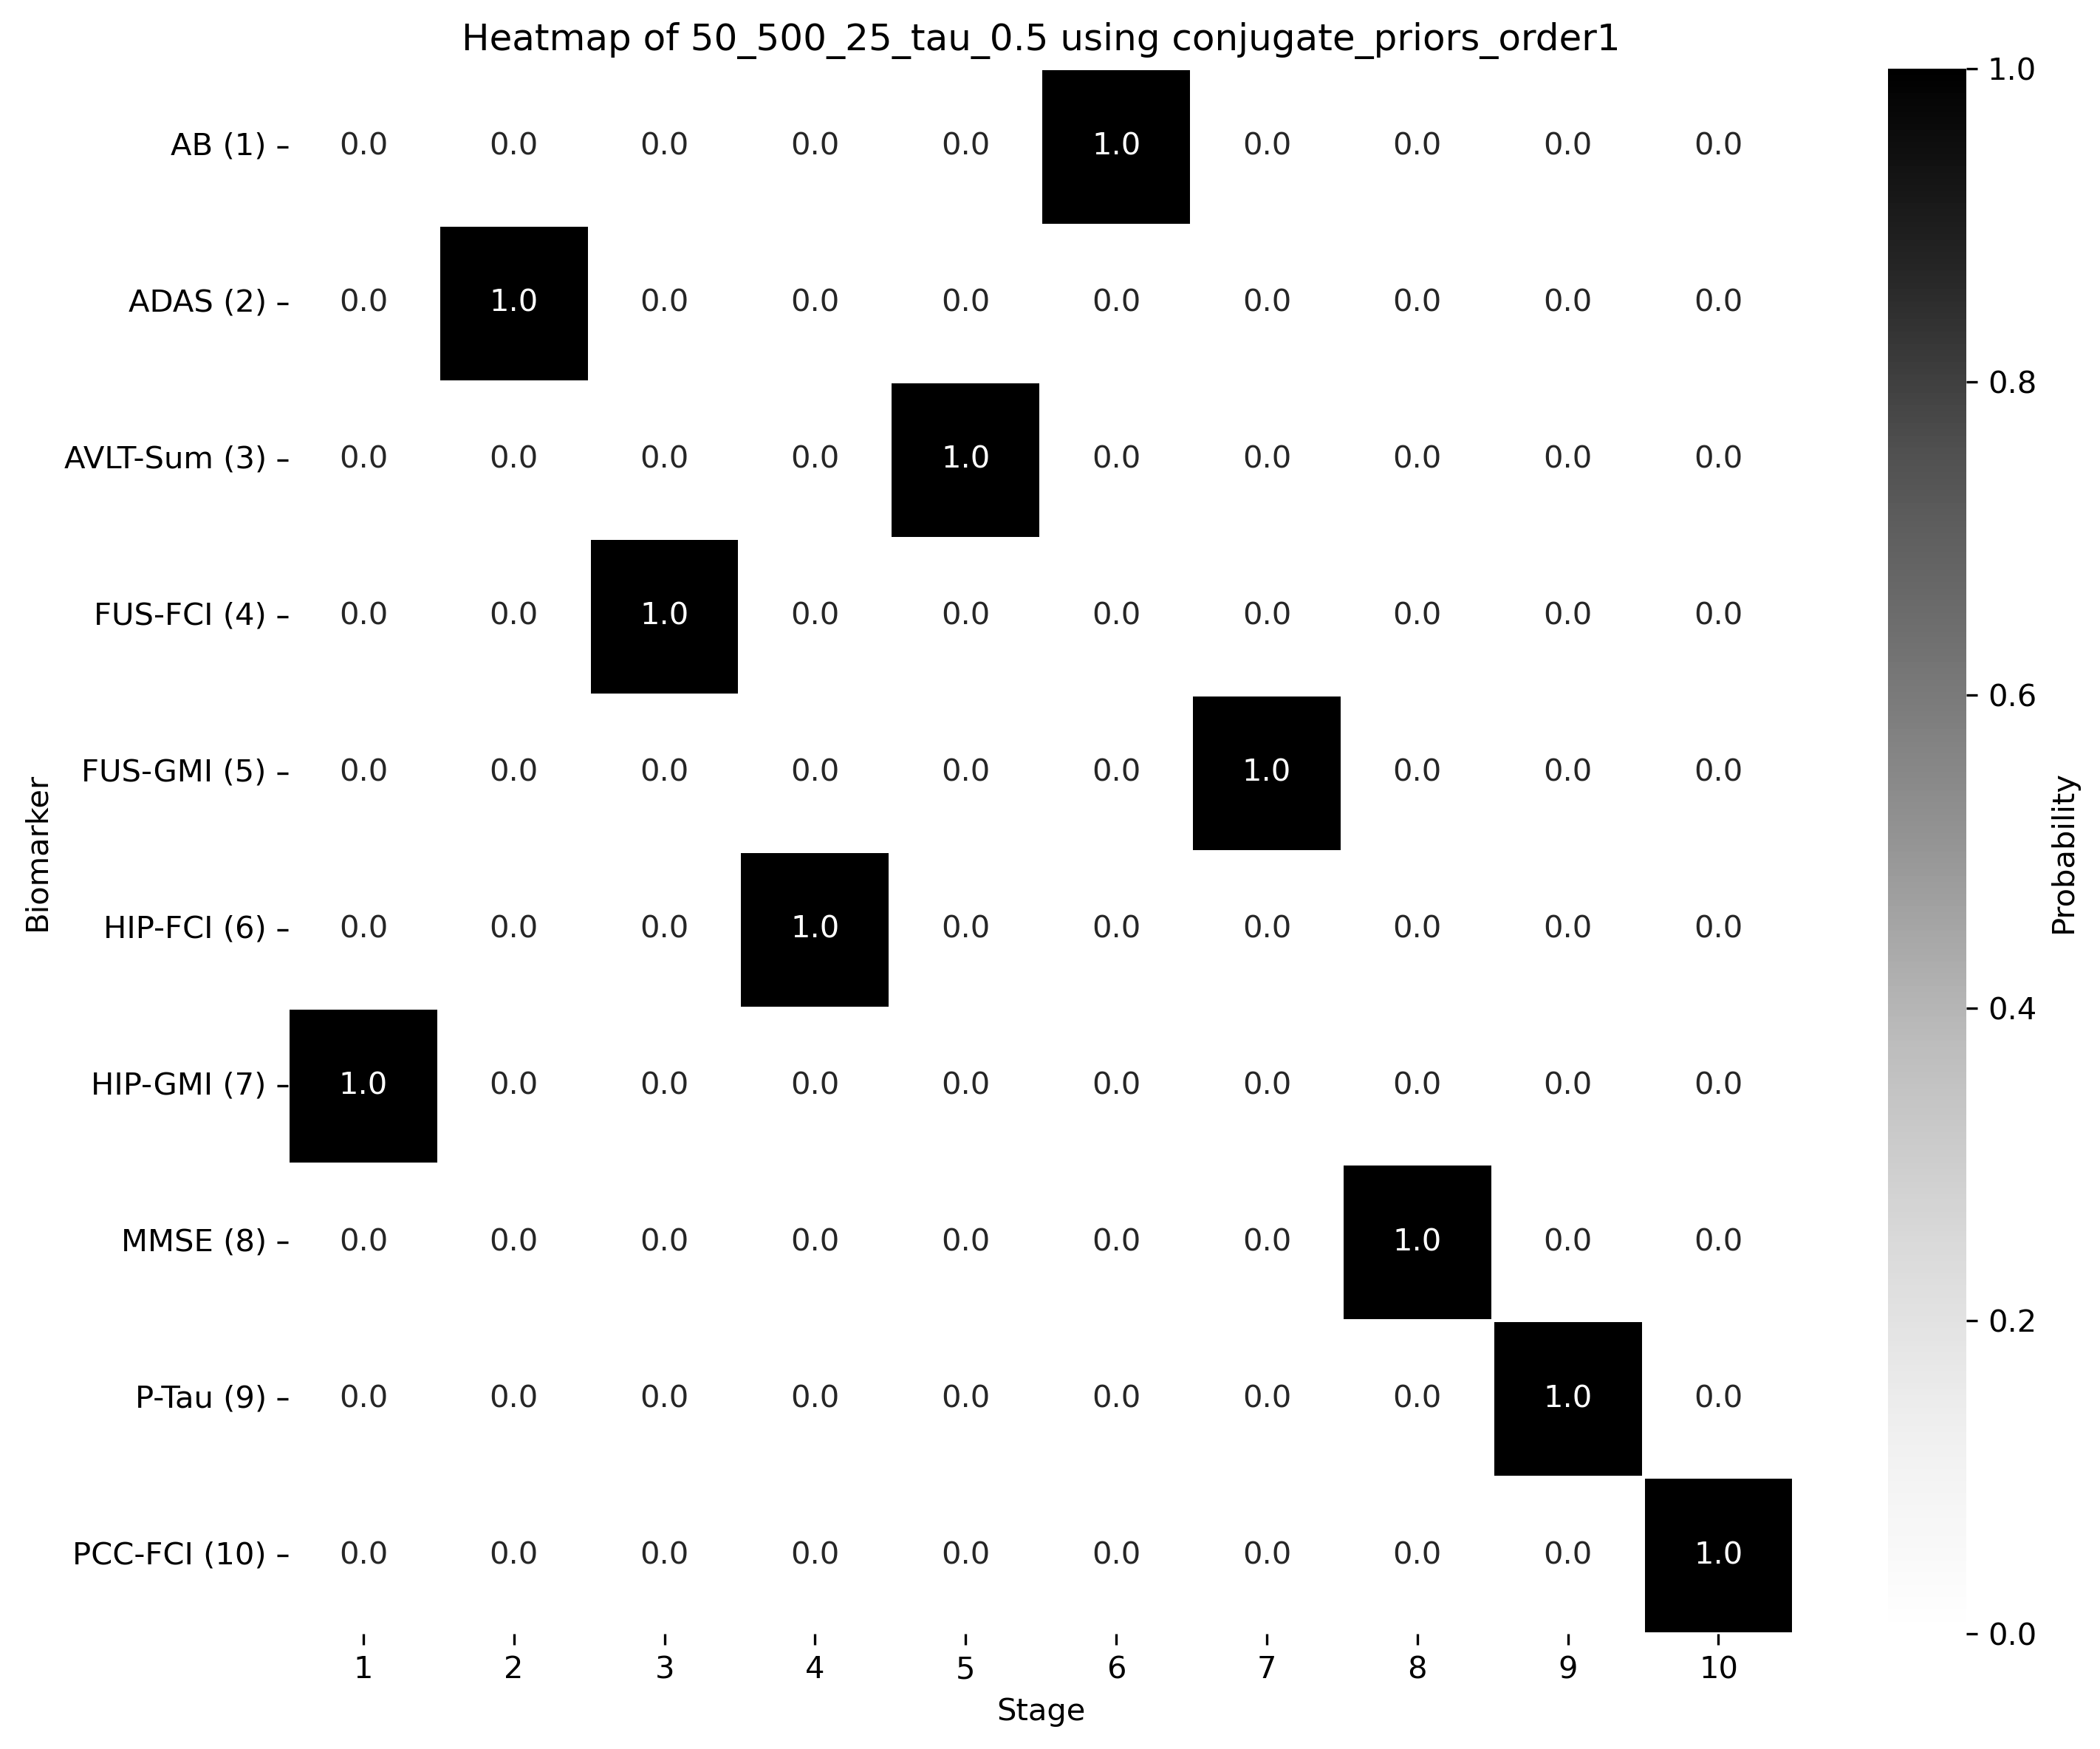 Heatmap of 50_500_25_tau_0.5 using conjugate_priors_order1
AB (1) 0.0 0.0 0.0 0.0 0.0 1.0 0.0 0.0 0.0 0.0
ADAS (2) 0.0 1.0 0.0 0.0 0.0 0.0 0.0 0.0 0.0 0.0
AVLT-Sum (3) 0.0 0.0 0.0 0.0 1.0 0.0 0.0 0.0 0.0 0.0
FUS-FCI (4) 0.0 0.0 1.0 0.0 0.0 0.0 0.0 0.0 0.0 0.0
FUS-GMI (5) 0.0 0.0 0.0 0.0 0.0 0.0 1.0 0.0 0.0 0.0
HIP-FCI (6) 0.0 0.0 0.0 1.0 0.0 0.0 0.0 0.0 0.0 0.0
HIP-GMI (7) 1.0 0.0 0.0 0.0 0.0 0.0 0.0 0.0 0.0 0.0
MMSE (8) 0.0 0.0 0.0 0.0 0.0 0.0 0.0 1.0 0.0 0.0
P-Tau (9) 0.0 0.0 0.0 0.0 0.0 0.0 0.0 0.0 1.0 0.0
PCC-FCI (10) 0.0 0.0 0.0 0.0 0.0 0.0 0.0 0.0 0.0 1.0
1 2 3 4 5 6 7 8 9 10
Stage
Biomarker
1.0
0.8
0.6
0.4
0.2
0.0
Probability